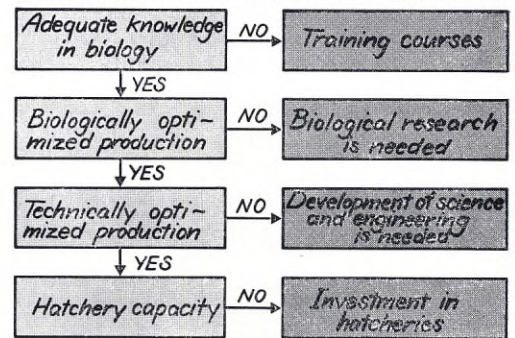 Adequate knowledge
in biology
NO
Training courses
YES
Biologically opti-
mized production
NO
Biological research
is needed
YES
Technically opti-
mized production
NO
Development of science
and engineering
is needed
YES
Hatchery capacity
NO
Investment in
hatcheries